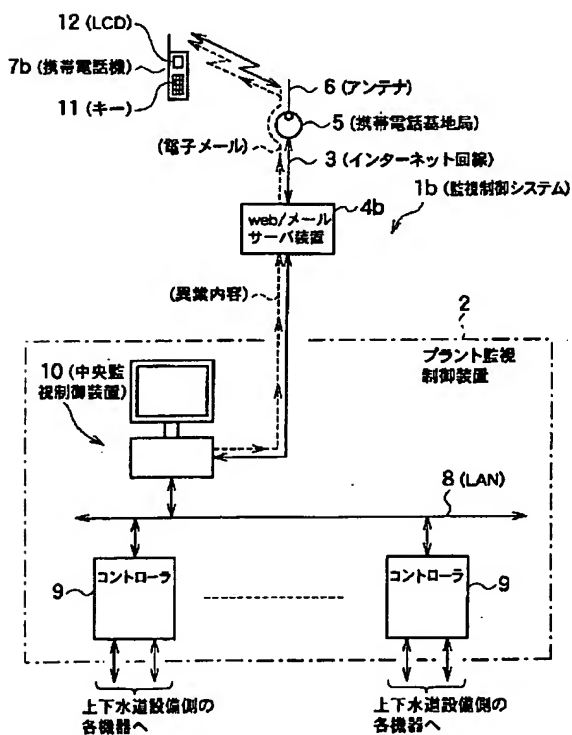 12 (LCD)
7b (携帯電話機)
11 (キー)
6 (アンテナ)
5 (携帯電話基地局)
(電子メール)
3 (インターネット回線)
1b (監視制御システム)
4b
web/メール
サーバ装置
(異常内容)
2
プラント監視
制御装置
10 (中央監
視制御装置)
8 (LAN)
コントローラ
9
コントローラ
9
上下水道設備側の
各機器へ
上下水道設備側の
各機器へ